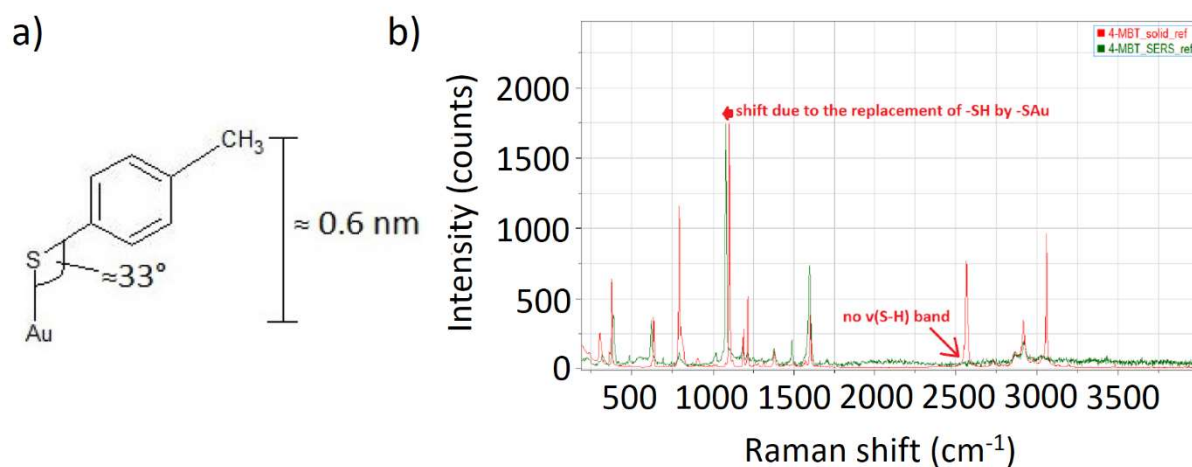 a)
b)
CH3
S
≈33°
Au
≈ 0.6 nm
4-MBT_solid_ref
4-MBT_SERS_ref
shift due to the replacement of -SH by -SAu
no ν(S-H) band
Intensity (counts)
2000
1500
1000
500
0
500 1000 1500 2000 2500 3000 3500
Raman shift (cm-1)